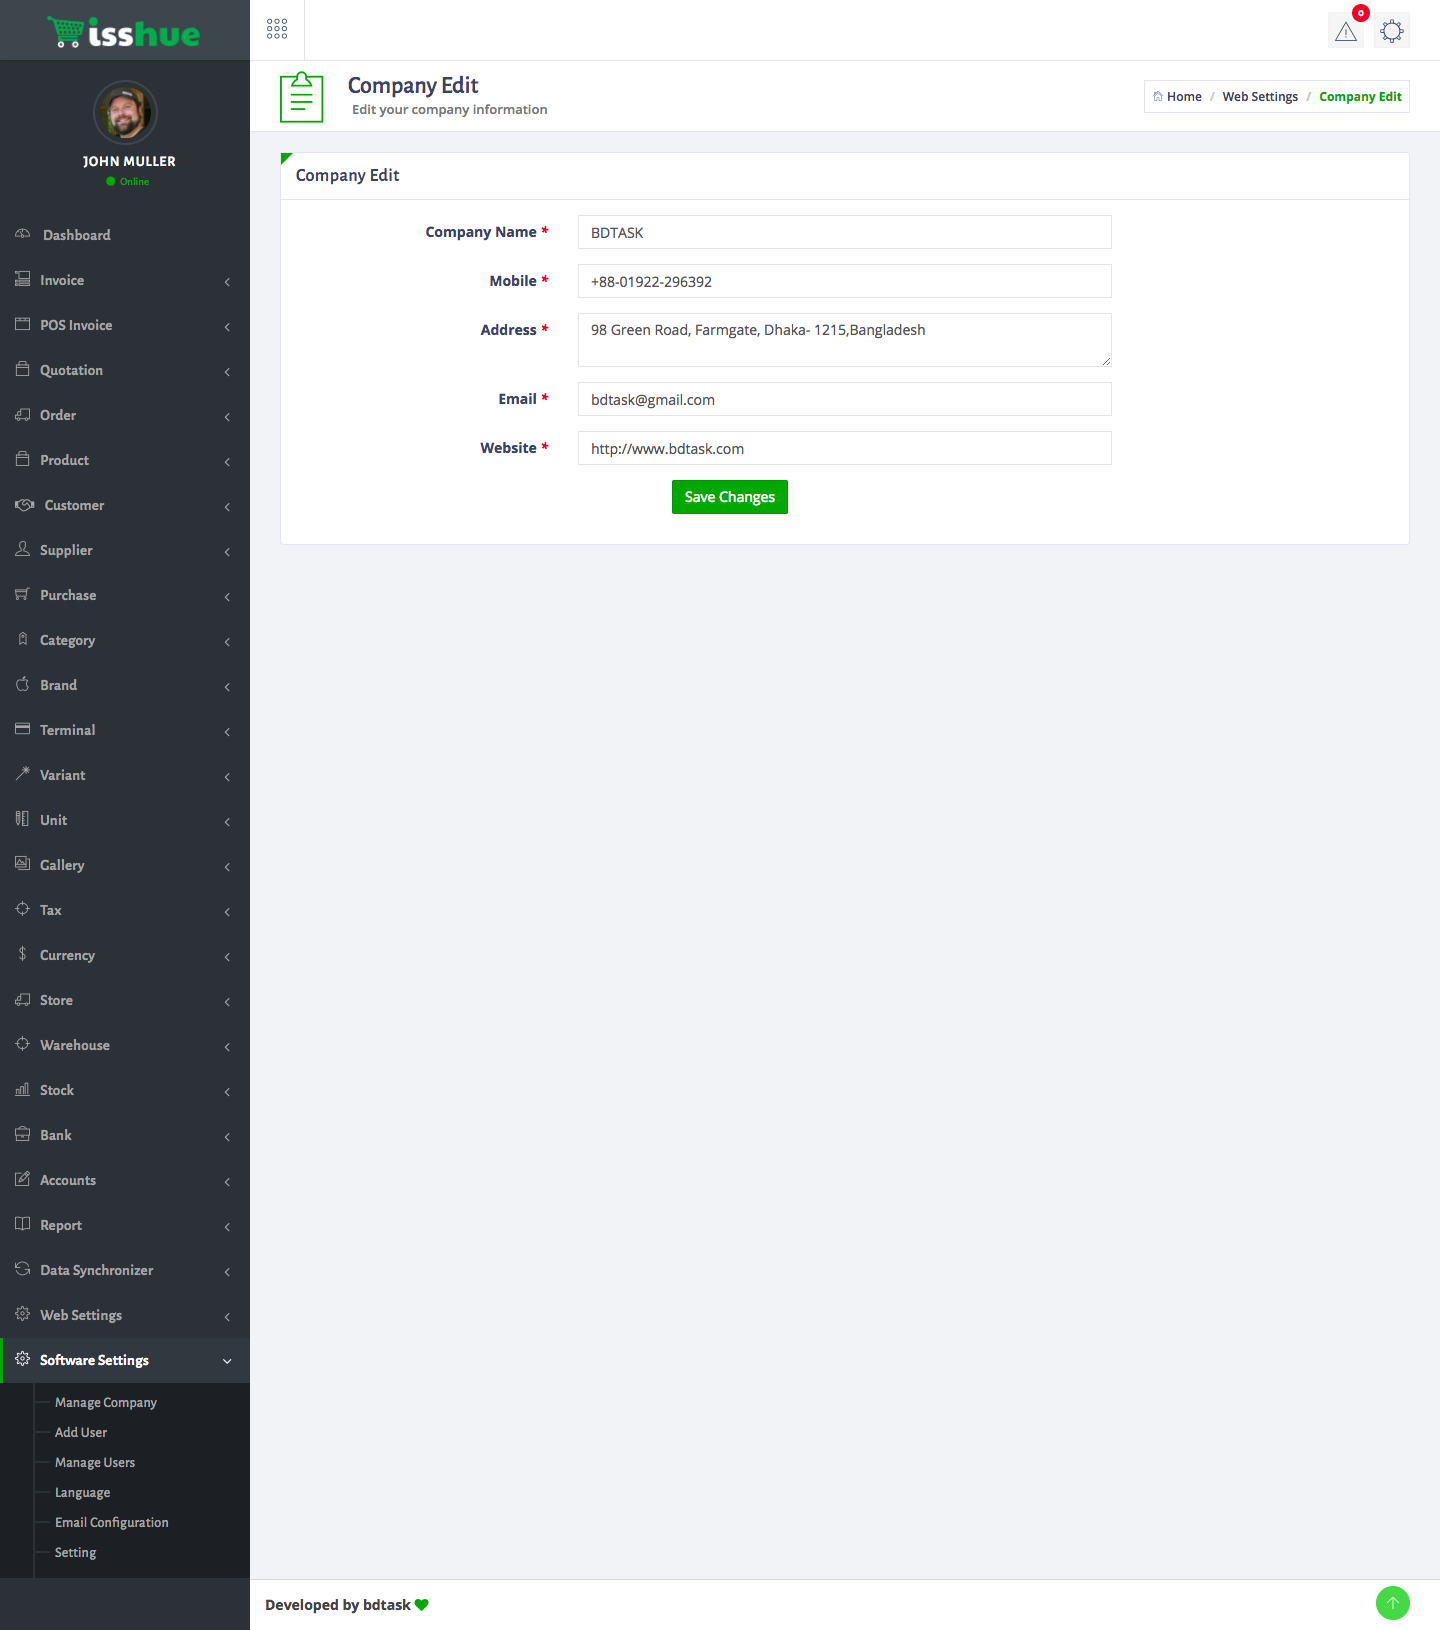 isshue
0
Company Edit
Edit your company information
Home / Web Settings / Company Edit
JOHN MULLER
Online
Dashboard
Invoice
POS Invoice
Quotation
Order
Product
Customer
Supplier
Purchase
Category
Brand
Terminal
Variant
Unit
Gallery
Tax
Currency
Store
Warehouse
Stock
Bank
Accounts
Report
Data Synchronizer
Web Settings
Software Settings
Manage Company
Add User
Manage Users
Language
Email Configuration
Setting
Company Edit
Company Name * BDTASK
Mobile * +88-01922-296392
Address * 98 Green Road, Farmgate, Dhaka- 1215,Bangladesh
Email * bdtask@gmail.com
Website * http://www.bdtask.com
Save Changes
Developed by bdtask